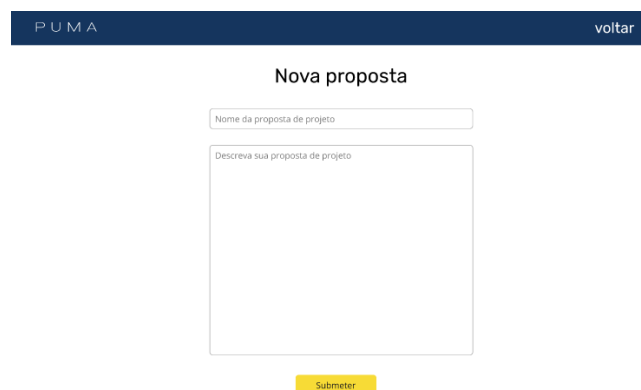 PUMA
voltar
Nova proposta
Nome da proposta de projeto
Descreva sua proposta de projeto
Submeter